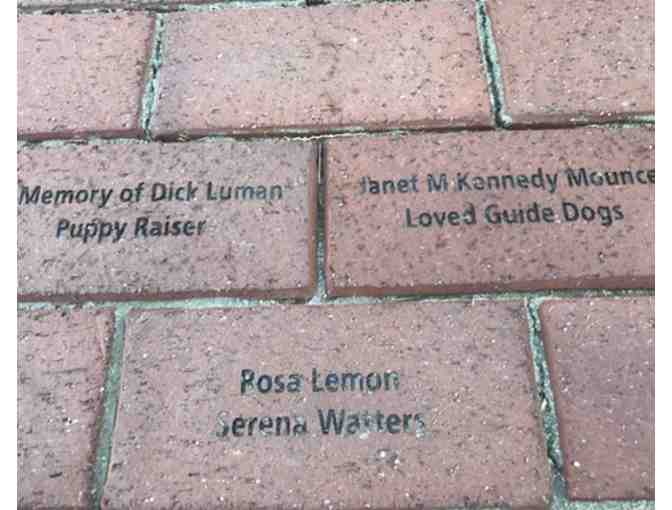 Memory of Dick Luman
Puppy Raiser
Janet M Kennedy Mounce
Loved Guide Dogs
Rosa Lemon
Serena Watters